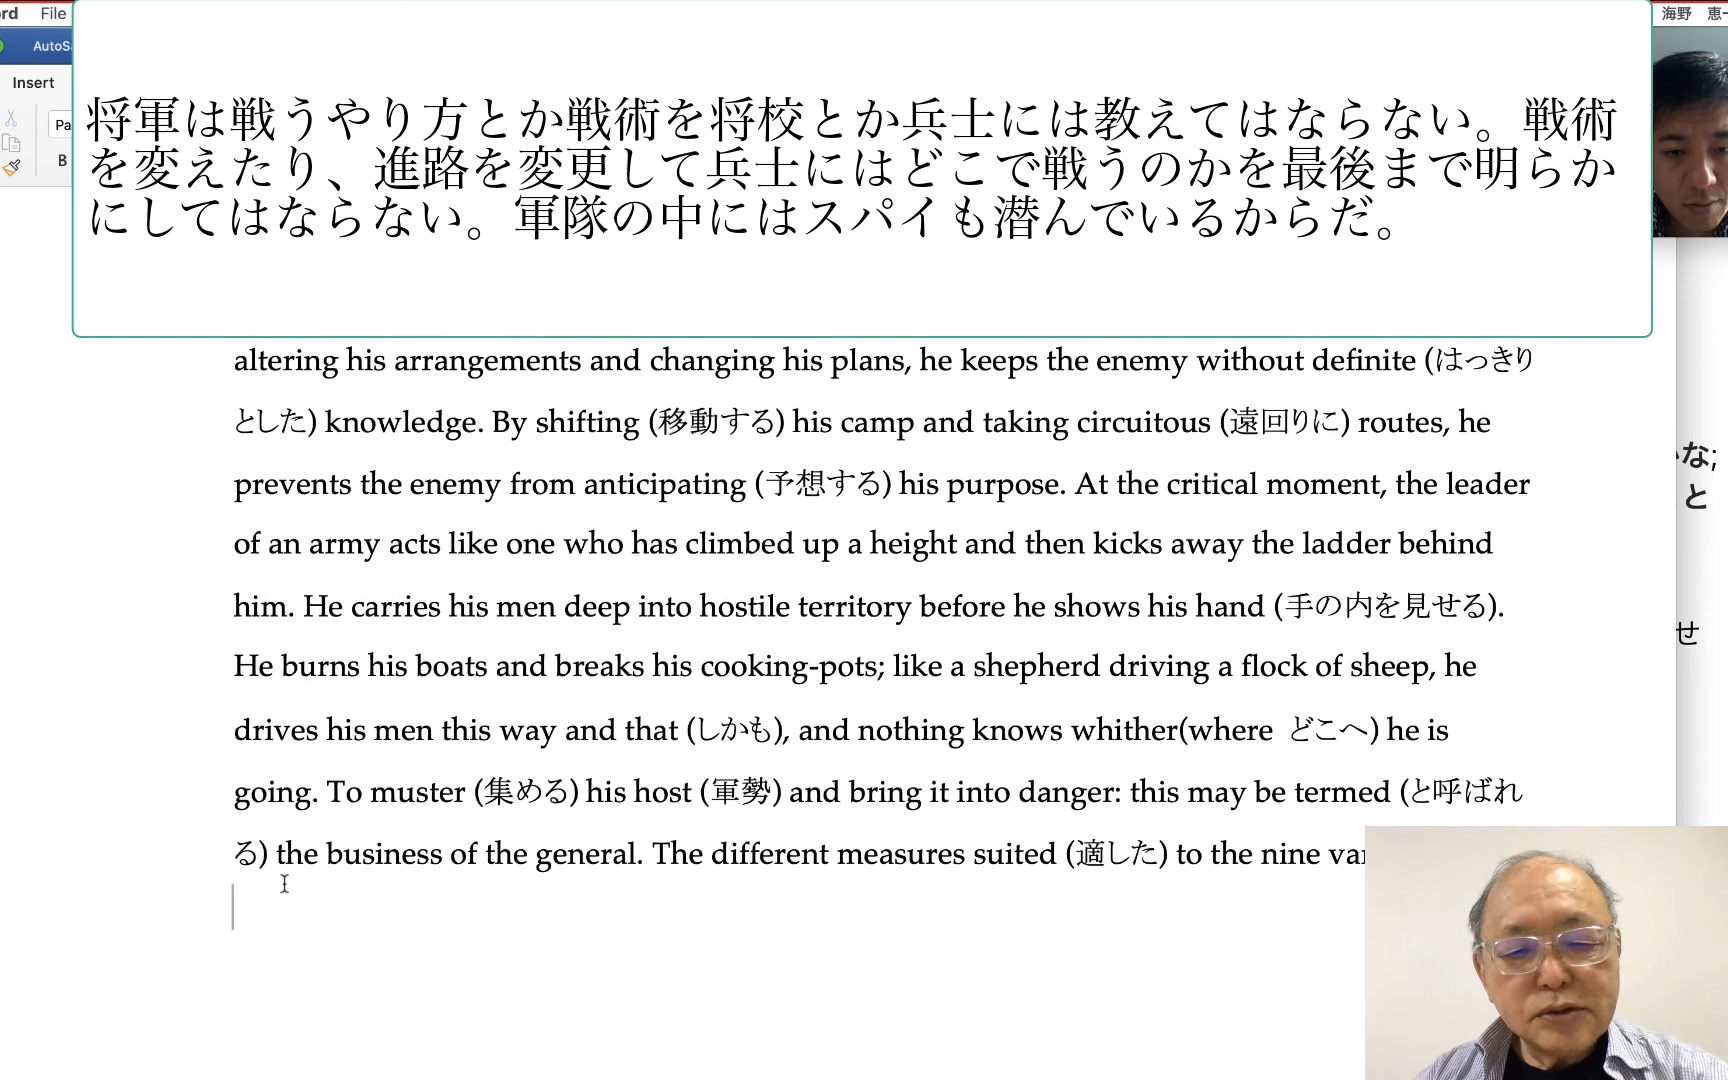 rd File
海野 恵一
AutoS
Insert
Pa
B
将軍は戦うやり方とか戦術を将校とか兵士には教えてはならない。戦術
を変えたり、進路を変更して兵士にはどこで戦うのかを最後まで明らか
にしてはならない。軍隊の中にはスパイも潜んでいるからだ。
altering his arrangements and changing his plans, he keeps the enemy without definite (はっきり
とした) knowledge. By shifting (移動する) his camp and taking circuitous (遠回りに) routes, he
prevents the enemy from anticipating (予想する) his purpose. At the critical moment, the leader
of an army acts like one who has climbed up a height and then kicks away the ladder behind
him. He carries his men deep into hostile territory before he shows his hand (手の内を見せる).
He burns his boats and breaks his cooking-pots; like a shepherd driving a flock of sheep, he
drives his men this way and that (しかも), and nothing knows whither(where どこへ) he is
going. To muster (集める) his host (軍勢) and bring it into danger: this may be termed (と呼ばれ
る) the business of the general. The different measures suited (適した) to the nine var
な;
と
せ